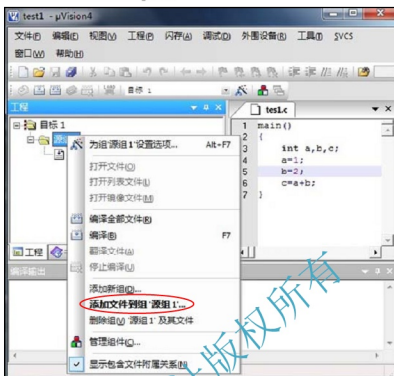 test1 - µVision4
文件(F) 编辑(E) 视图(V) 工程(P) 闪存(A) 调试(D) 外围设备(R) 工具(T) SVCS
窗口(W) 帮助(H)
目标 1
工程
test1.c
目标 1
1 main()
2 {
3 int a,b,c;
4 a=1;
5 b=2;
6 c=a+b;
7 }
为组'源组 1'设置选项... Alt+F7
打开文件(O)
打开列表文件(L)
打开镜像文件(M)
编译全部文件(R)
编译(B) F7
翻译文件(A)
停止编译(U)
添加新组(D)...
添加文件到组 '源组 1'...
删除组(V) '源组 1' 及其文件
管理组件(C)...
显示包含文件附属关系(N)
工程
编译输出
版权所有